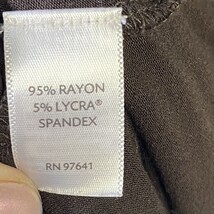 95% RAYON
5% LYCRA®
SPANDEX
RN 97641